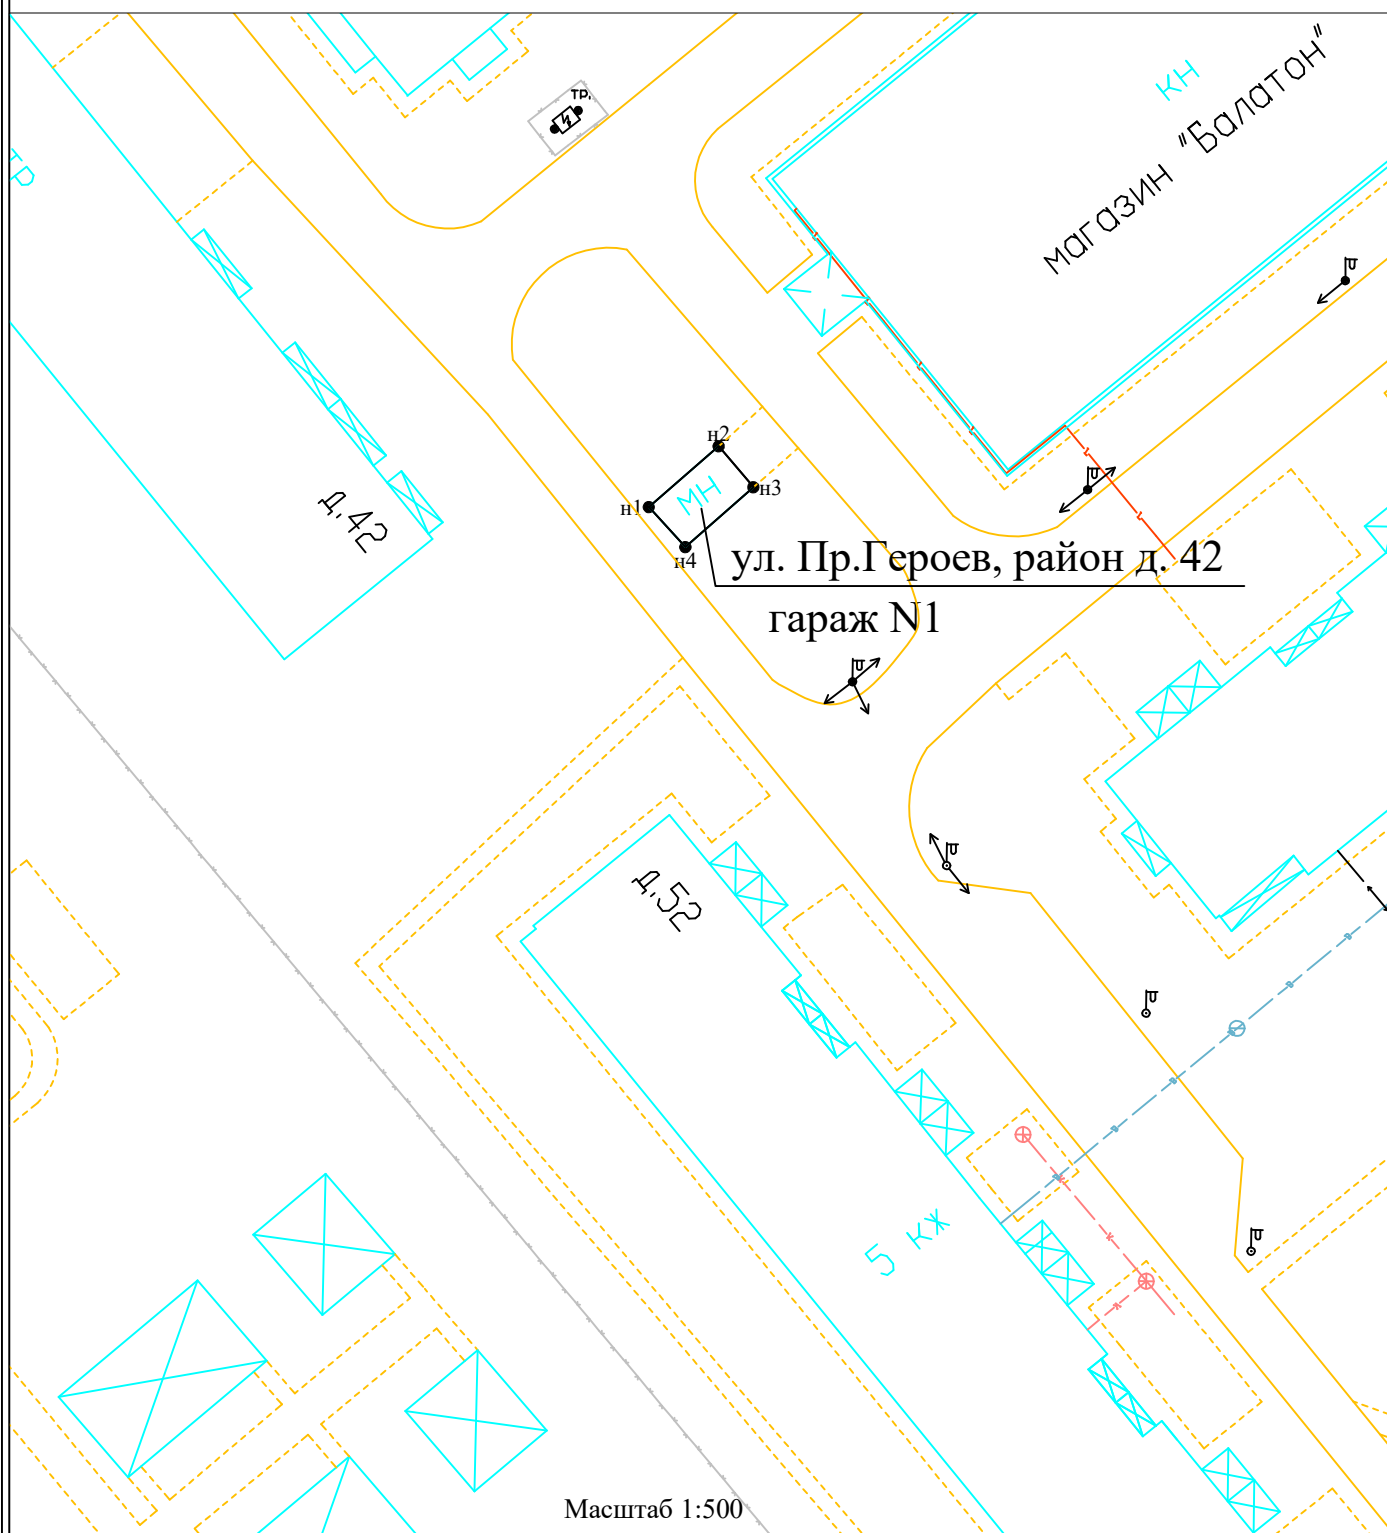 тр.
кн
магазин "Балатон"
тр
н2
н1
мн
н3
н4
д.42
ул. Пр.Героев, район д. 42
гараж N1
д.52
5 кж
Масштаб 1:500